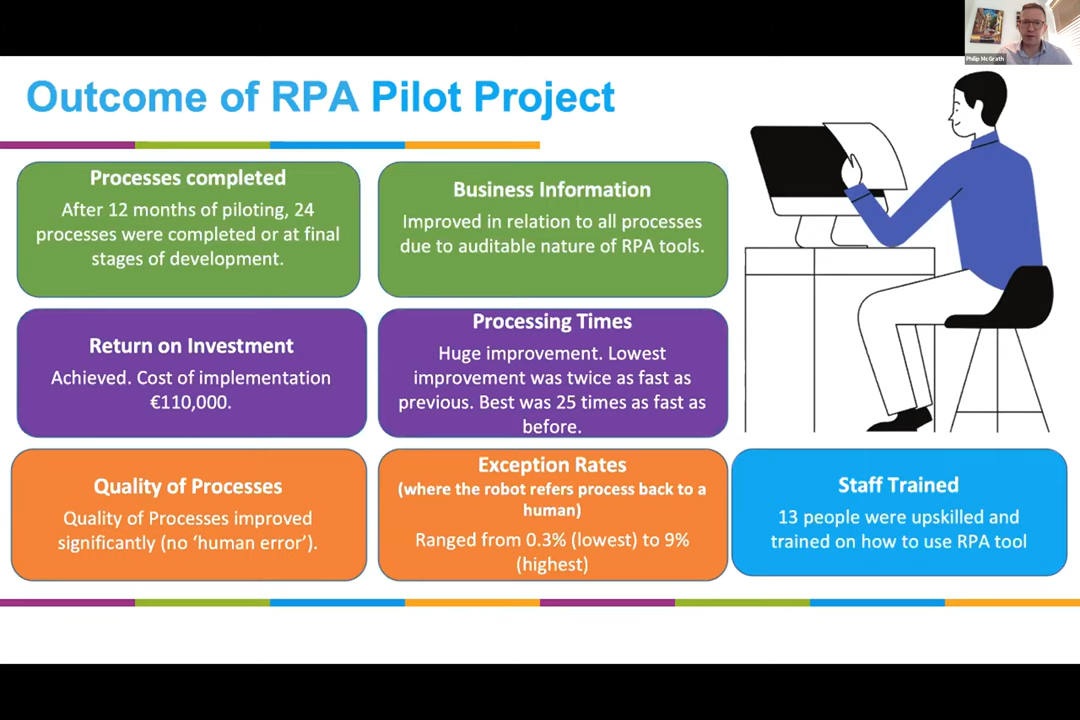 Philip McGrath
Outcome of RPA Pilot Project
Processes completed
After 12 months of piloting, 24
processes were completed or at final
stages of development.
Business Information
Improved in relation to all processes
due to auditable nature of RPA tools.
Return on Investment
Achieved. Cost of implementation
€110,000.
Processing Times
Huge improvement. Lowest
improvement was twice as fast as
previous. Best was 25 times as fast as
before.
Quality of Processes
Quality of Processes improved
significantly (no ‘human error’).
Exception Rates
(where the robot refers process back to a
human)
Ranged from 0.3% (lowest) to 9%
(highest)
Staff Trained
13 people were upskilled and
trained on how to use RPA tool